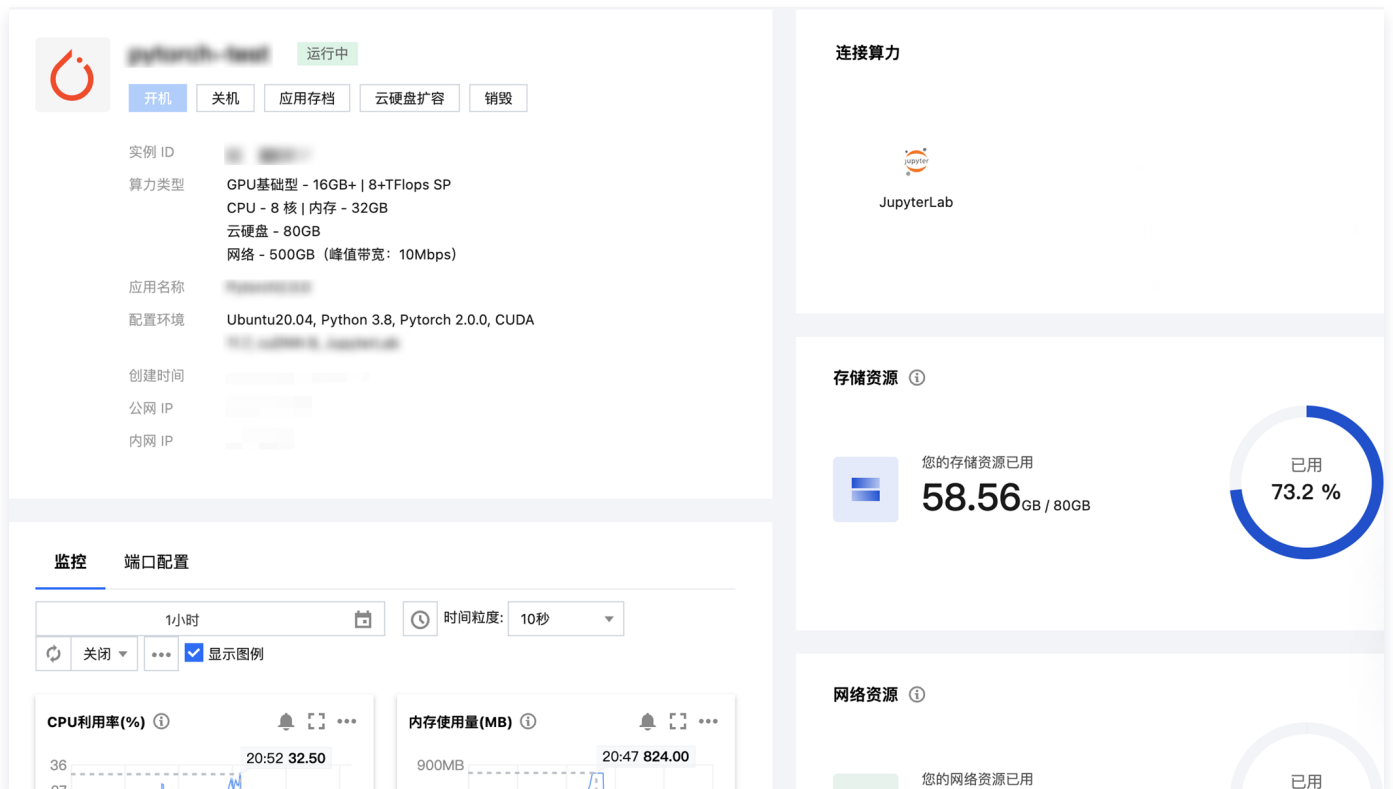 运行中
开机 关机 应用存档 云硬盘扩容 销毁
实例 ID
算力类型 GPU基础型 - 16GB+ | 8+TFlops SP
CPU - 8 核 | 内存 - 32GB
云硬盘 - 80GB
网络 - 500GB（峰值带宽：10Mbps）
应用名称
配置环境 Ubuntu20.04, Python 3.8, Pytorch 2.0.0, CUDA
创建时间
公网 IP
内网 IP
监控 端口配置
1小时 时间粒度: 10秒
关闭 显示图例
CPU利用率(%)
20:52 32.50
36
内存使用量(MB)
20:47 824.00
900MB
连接算力
jupyter
JupyterLab
存储资源
您的存储资源已用
58.56GB / 80GB
已用
73.2 %
网络资源
您的网络资源已用
已用